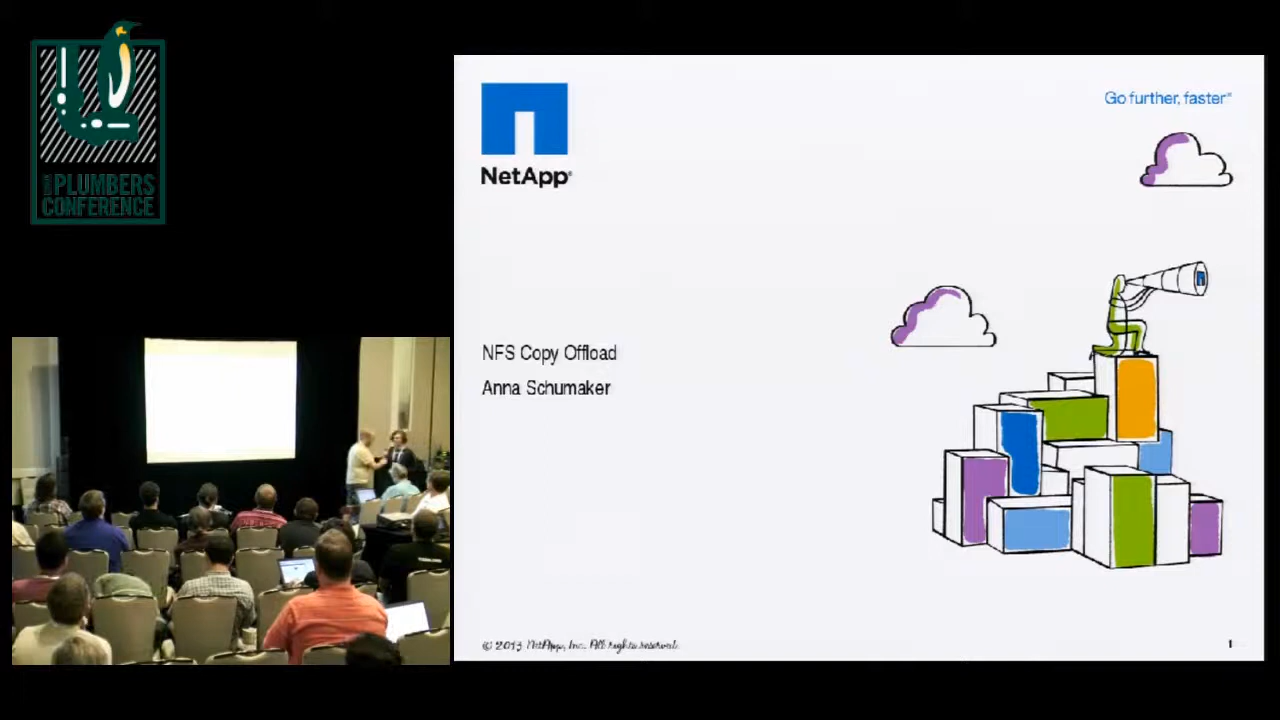 PLUMBERS
CONFERENCE
NetApp®
Go further, faster®
NFS Copy Offload
Anna Schumaker
© 2013 NetApp, Inc. All rights reserved.
1